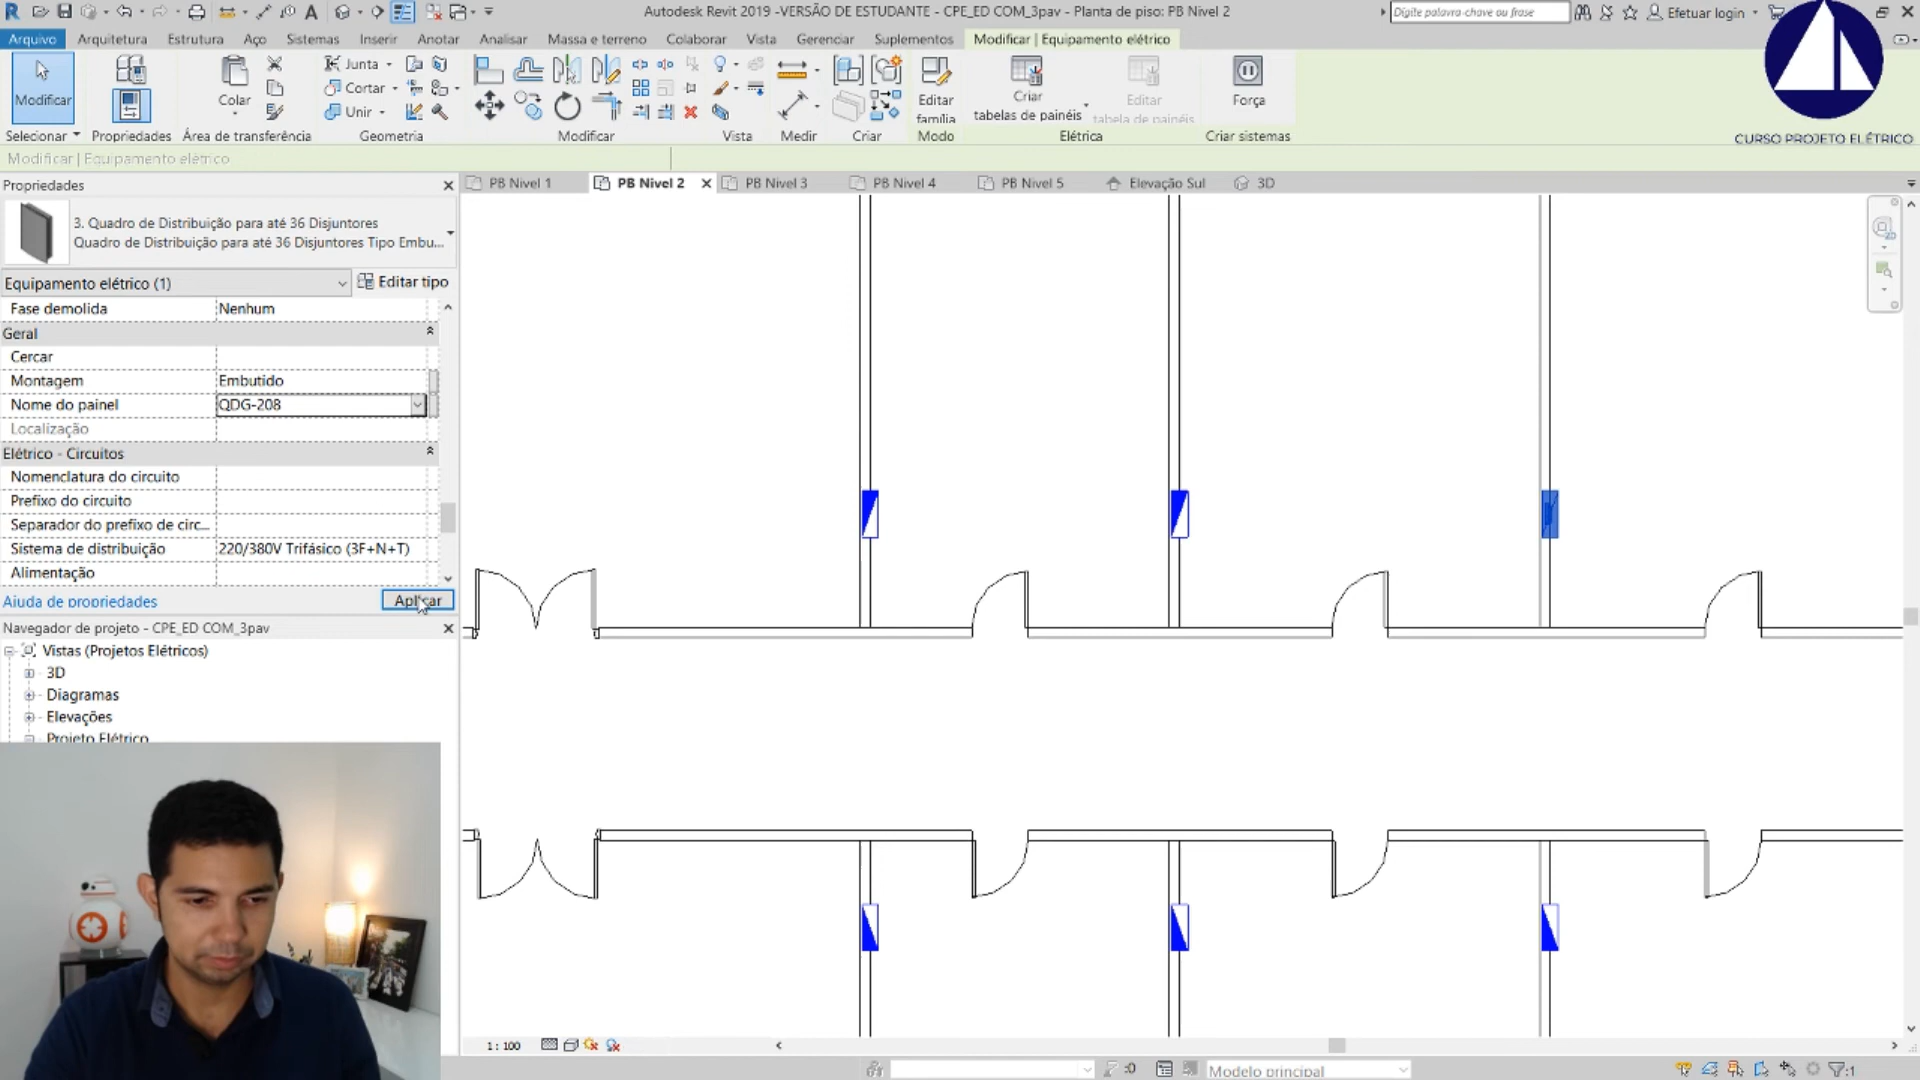 Autodesk Revit 2019 -VERSÃO DE ESTUDANTE - CPE_ED COM_3pav - Planta de piso: PB Nivel 2
Digite palavra-chave ou frase
Efetuar login
Arquivo Arquitetura Estrutura Aço Sistemas Inserir Anotar Analisar Massa e terreno Colaborar Vista Gerenciar Suplementos Modificar | Equipamento elétrico
Modificar
Colar
Junta
Cortar
Unir
Editar família
Criar tabelas de painéis
Editar tabela de painéis
Força
Selecionar Propriedades Área de transferência Geometria Modificar Vista Medir Criar Modo Elétrica Criar sistemas
CURSO PROJETO ELÉTRICO
Modificar | Equipamento elétrico
Propriedades
PB Nivel 1 PB Nivel 2 PB Nivel 3 PB Nivel 4 PB Nivel 5 Elevação Sul 3D
3. Quadro de Distribuição para até 36 Disjuntores
Quadro de Distribuição para até 36 Disjuntores Tipo Embu...
Equipamento elétrico (1) Editar tipo
Fase demolida Nenhum
Geral
Cercar
Montagem Embutido
Nome do painel QDG-208
Localização
Elétrico - Circuitos
Nomenclatura do circuito
Prefixo do circuito
Separador do prefixo de circ...
Sistema de distribuição 220/380V Trifásico (3F+N+T)
Alimentação
Ajuda de propriedades Aplicar
Navegador de projeto - CPE_ED COM_3pav
Vistas (Projetos Elétricos)
3D
Diagramas
Elevações
Projeto Elétrico
1 : 100
:0
Modelo principal
:1